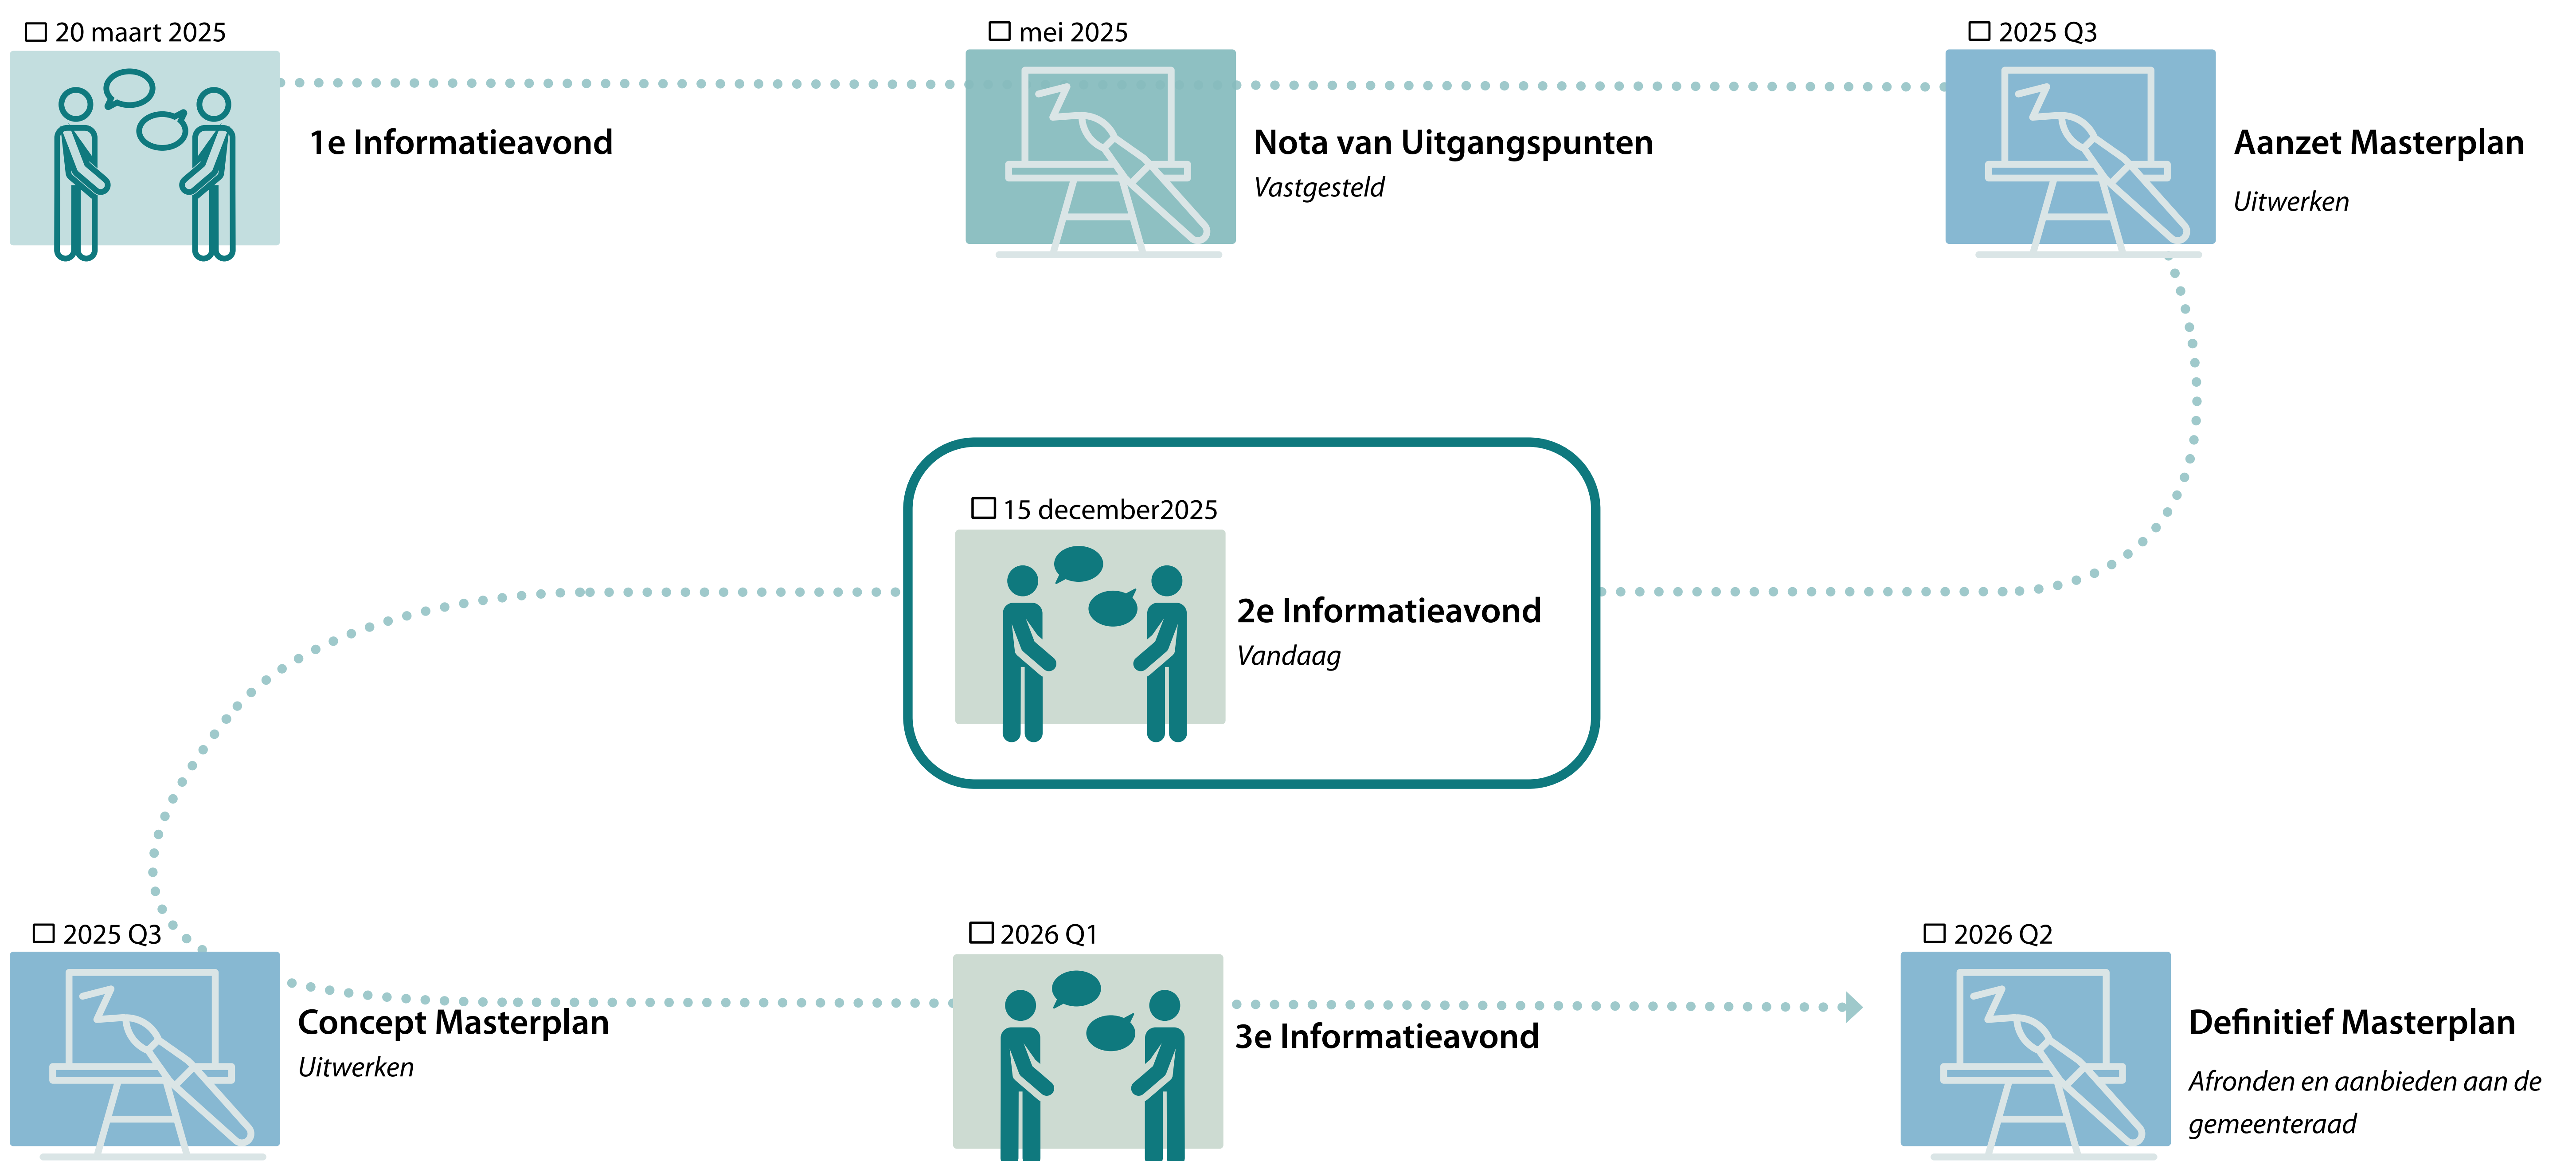 20 maart 2025
1e Informatieavond
mei 2025
Nota van Uitgangspunten
Vastgesteld
2025 Q3
Aanzet Masterplan
Uitwerken
15 december2025
2e Informatieavond
Vandaag
2025 Q3
Concept Masterplan
Uitwerken
2026 Q1
3e Informatieavond
2026 Q2
Definitief Masterplan
Afronden en aanbieden aan de
gemeenteraad